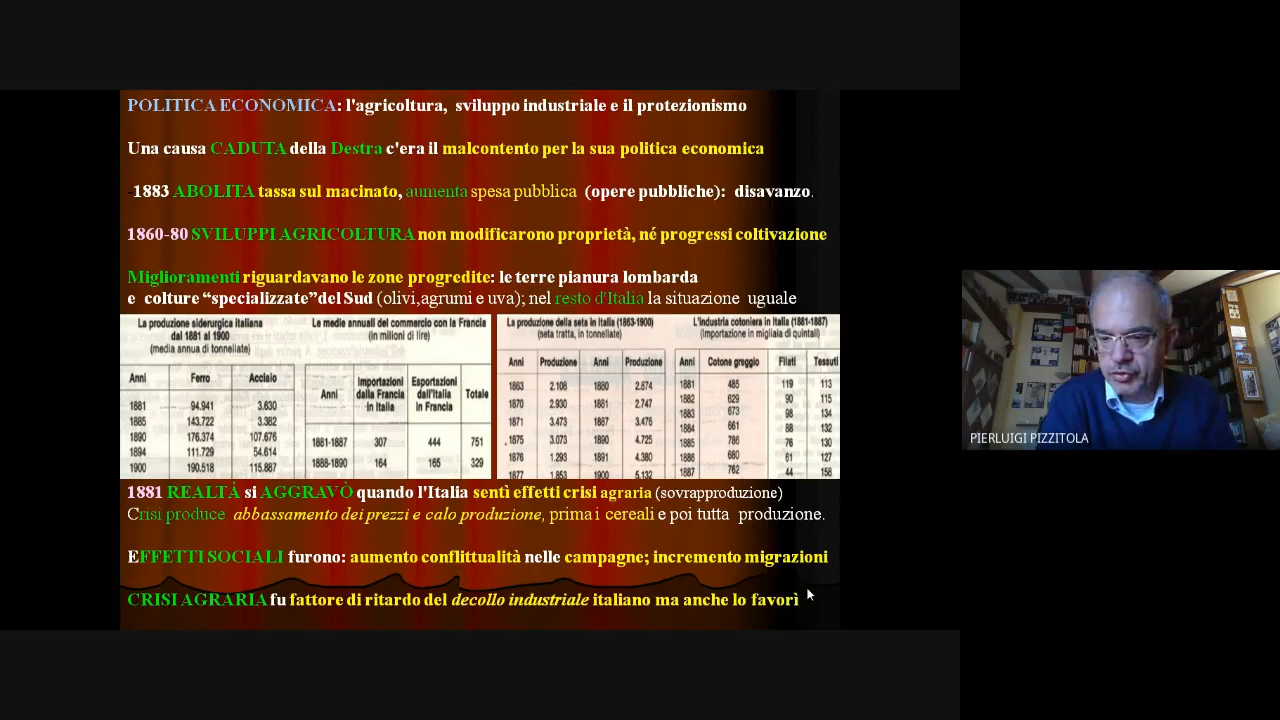 POLITICA ECONOMICA: l'agricoltura, sviluppo industriale e il protezionismo
Una causa CADUTA della Destra c'era il malcontento per la sua politica economica
-1883 ABOLITA tassa sul macinato, aumenta spesa pubblica (opere pubbliche): disavanzo.
1860-80 SVILUPPI AGRICOLTURA non modificarono proprietà, né progressi coltivazione
Miglioramenti riguardavano le zone progredite: le terre pianura lombarda
e colture “specializzate”del Sud (olivi,agrumi e uva); nel resto d'Italia la situazione uguale
La produzione siderurgica italiana
dal 1881 al 1900
(media annua di tonnellate)
Anni Ferro Acciaio
1881 94.941 3.630
1885 143.722 3.382
1890 176.374 107.676
1894 111.729 54.614
1900 190.518 115.887
Le medie annuali del commercio con la Francia
(in milioni di lire)
Anni Importazioni dalla Francia in Italia Esportazioni dall'Italia in Francia Totale
1881-1887 307 444 751
1888-1890 164 165 329
La produzione della seta in Italia (1863-1900)
(seta tratta, in tonnellate)
Anni Produzione Anni Produzione
1863 2.108 1880 2.874
1870 2.930 1881 2.747
1871 3.473 1887 3.476
1875 3.073 1890 4.725
1876 1.293 1891 4.380
1877 1.853 1900 5.132
L'industria cotoniera in Italia (1881-1887)
(importazione in migliaia di quintali)
Anni Cotone greggio Filati Tessuti
1881 485 119 113
1882 629 90 115
1883 673 98 134
1884 661 88 132
1885 786 76 130
1886 680 61 127
1887 762 44 158
1881 REALTÀ si AGGRAVÒ quando l'Italia sentì effetti crisi agraria (sovrapproduzione)
Crisi produce abbassamento dei prezzi e calo produzione, prima i cereali e poi tutta produzione.
EFFETTI SOCIALI furono: aumento conflittualità nelle campagne; incremento migrazioni
CRISI AGRARIA fu fattore di ritardo del decollo industriale italiano ma anche lo favorì
PIERLUIGI PIZZITOLA